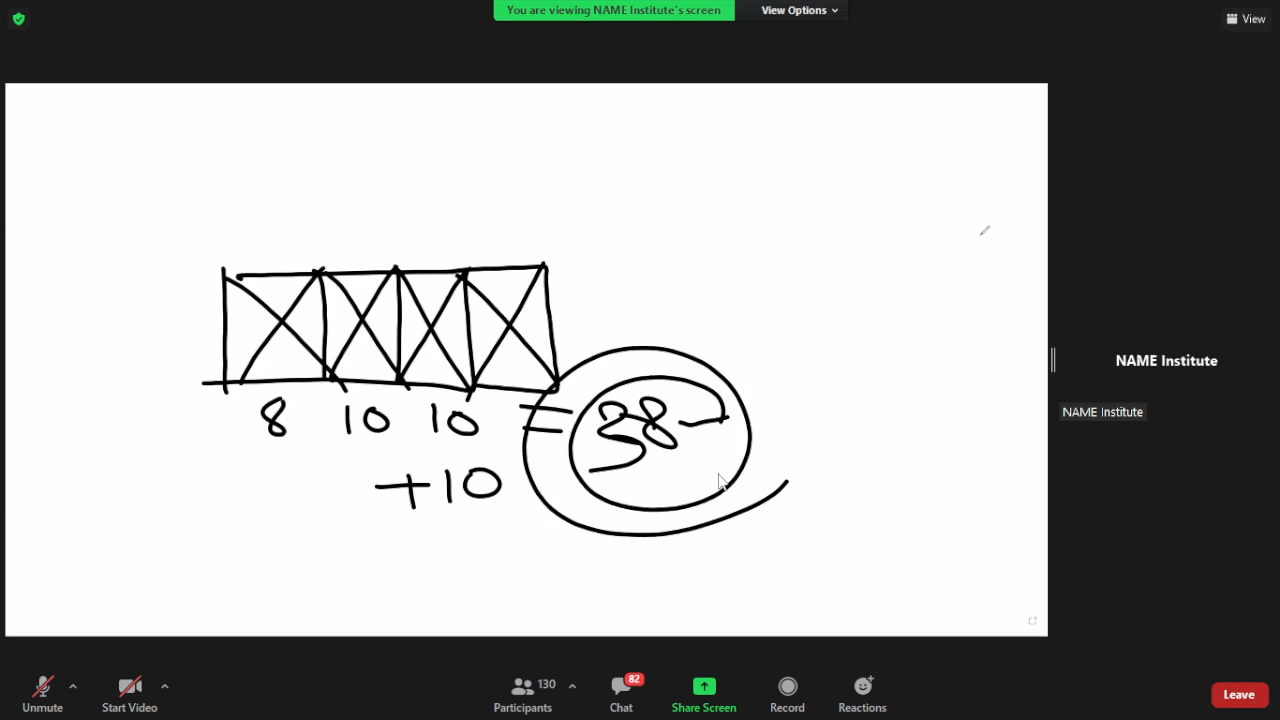 You are viewing NAME Institute's screen
View Options
View
8 10 10 = 38
+10
NAME Institute
NAME Institute
Unmute
Start Video
130
Participants
82
Chat
Share Screen
Record
Reactions
Leave